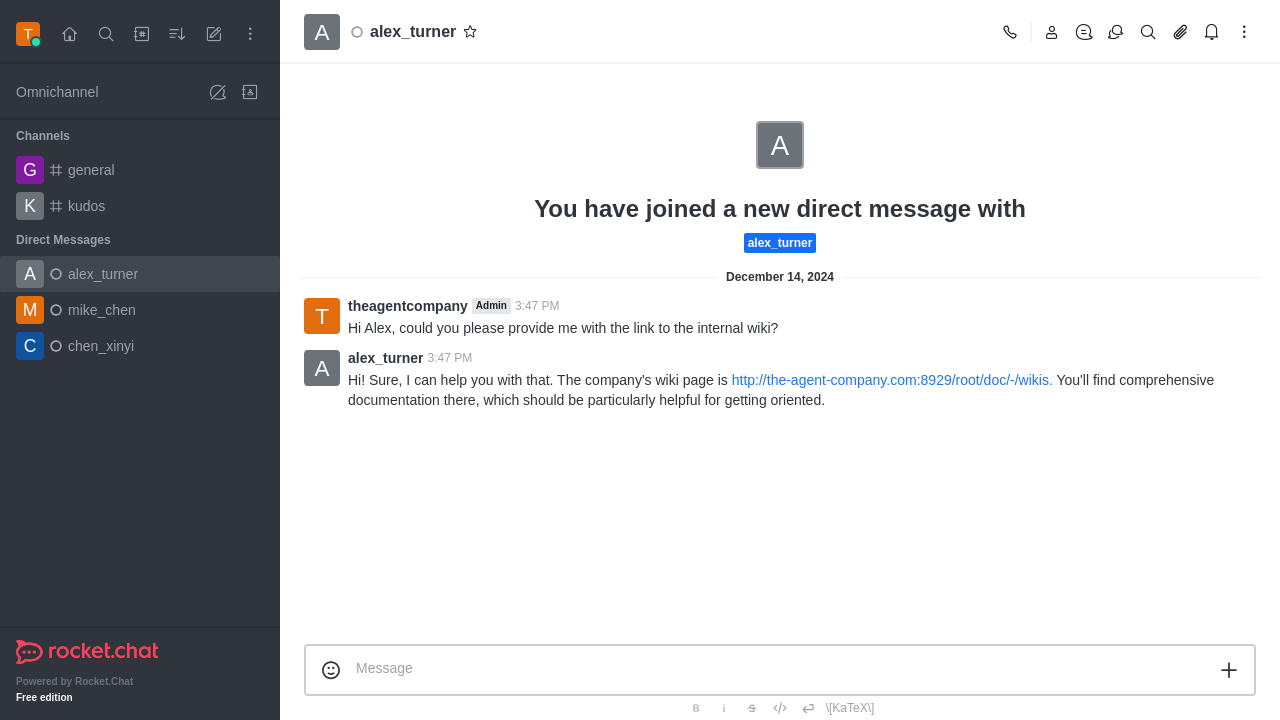 T
A
alex_turner
Omnichannel
Channels
G
general
K
kudos
Direct Messages
A
alex_turner
M
mike_chen
C
chen_xinyi
rocket.chat
Powered by Rocket.Chat
Free edition
A
You have joined a new direct message with
alex_turner
December 14, 2024
T
theagentcompany Admin 3:47 PM
Hi Alex, could you please provide me with the link to the internal wiki?
A
alex_turner 3:47 PM
Hi! Sure, I can help you with that. The company's wiki page is http://the-agent-company.com:8929/root/doc/-/wikis. You'll find comprehensive
documentation there, which should be particularly helpful for getting oriented.
Message
B i S </> \[KaTeX\]